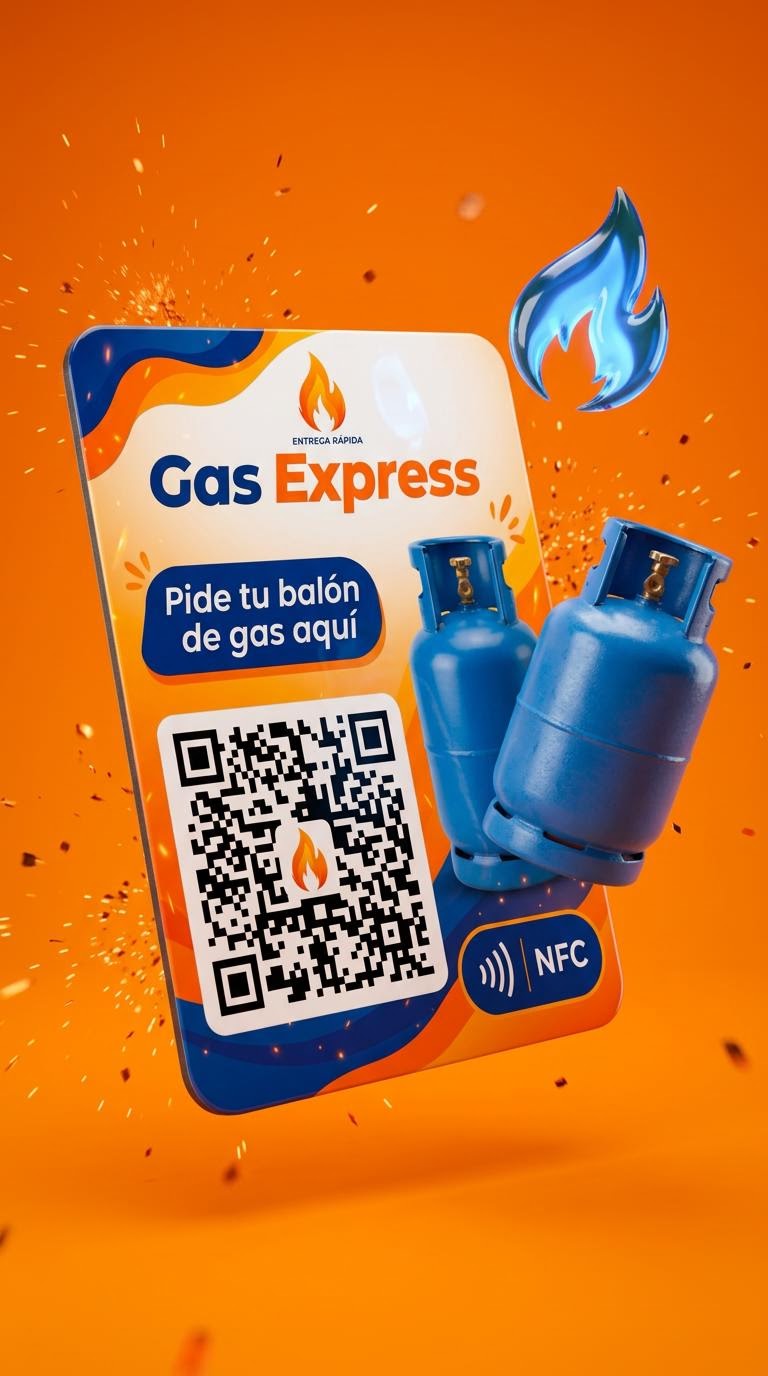 ENTREGA RÁPIDA
Gas Express
Pide tu balón
de gas aquí
NFC